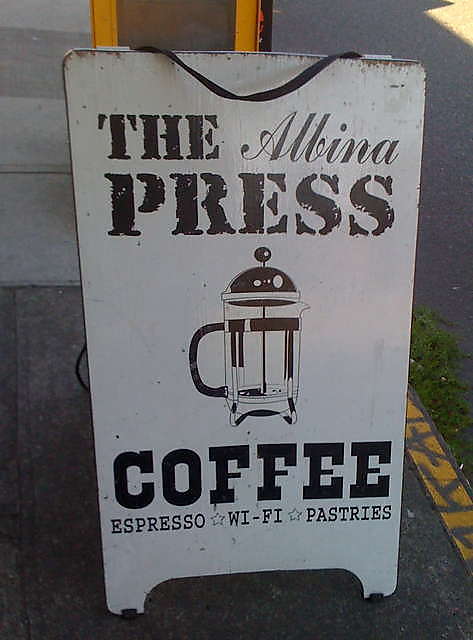 THE Albina
PRESS
COFFEE
ESPRESSO ☆ WI-FI ☆ PASTRIES